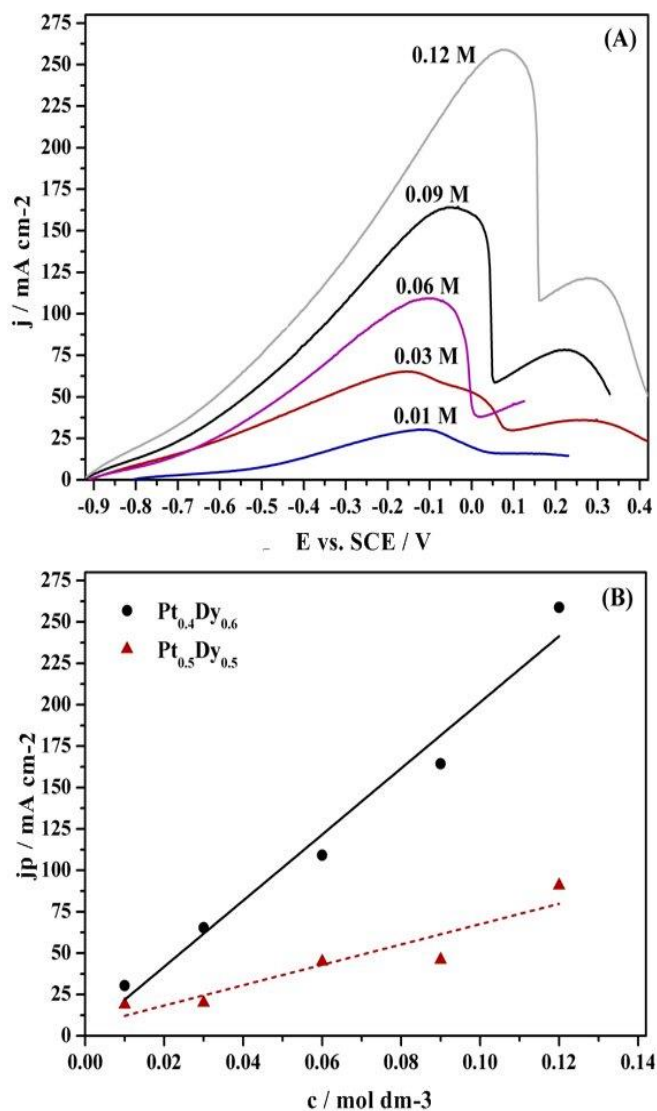 (A)
275
250
225
200
175
150
125
100
75
50
25
0
j / mA cm-2
0.12 M
0.09 M
0.06 M
0.03 M
0.01 M
-0.9 -0.8 -0.7 -0.6 -0.5 -0.4 -0.3 -0.2 -0.1 0.0 0.1 0.2 0.3 0.4
E vs. SCE / V
(B)
275
250
225
200
175
150
125
100
75
50
25
0
jp / mA cm-2
Pt0.4Dy0.6
Pt0.5Dy0.5
0.00 0.02 0.04 0.06 0.08 0.10 0.12 0.14
c / mol dm-3